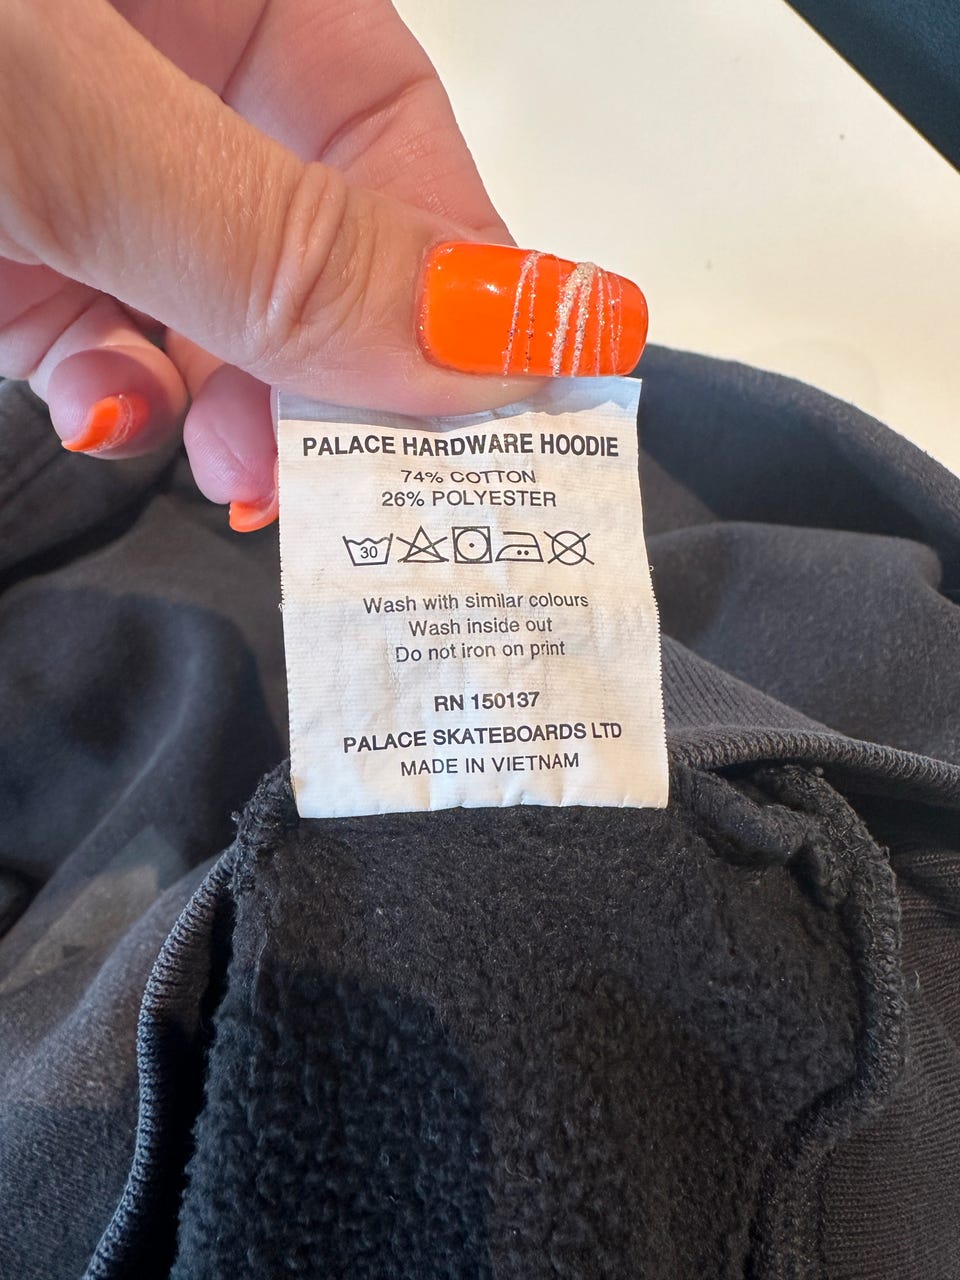 PALACE HARDWARE HOODIE
74% COTTON
26% POLYESTER
30
Wash with similar colours
Wash inside out
Do not iron on print
RN 150137
PALACE SKATEBOARDS LTD
MADE IN VIETNAM